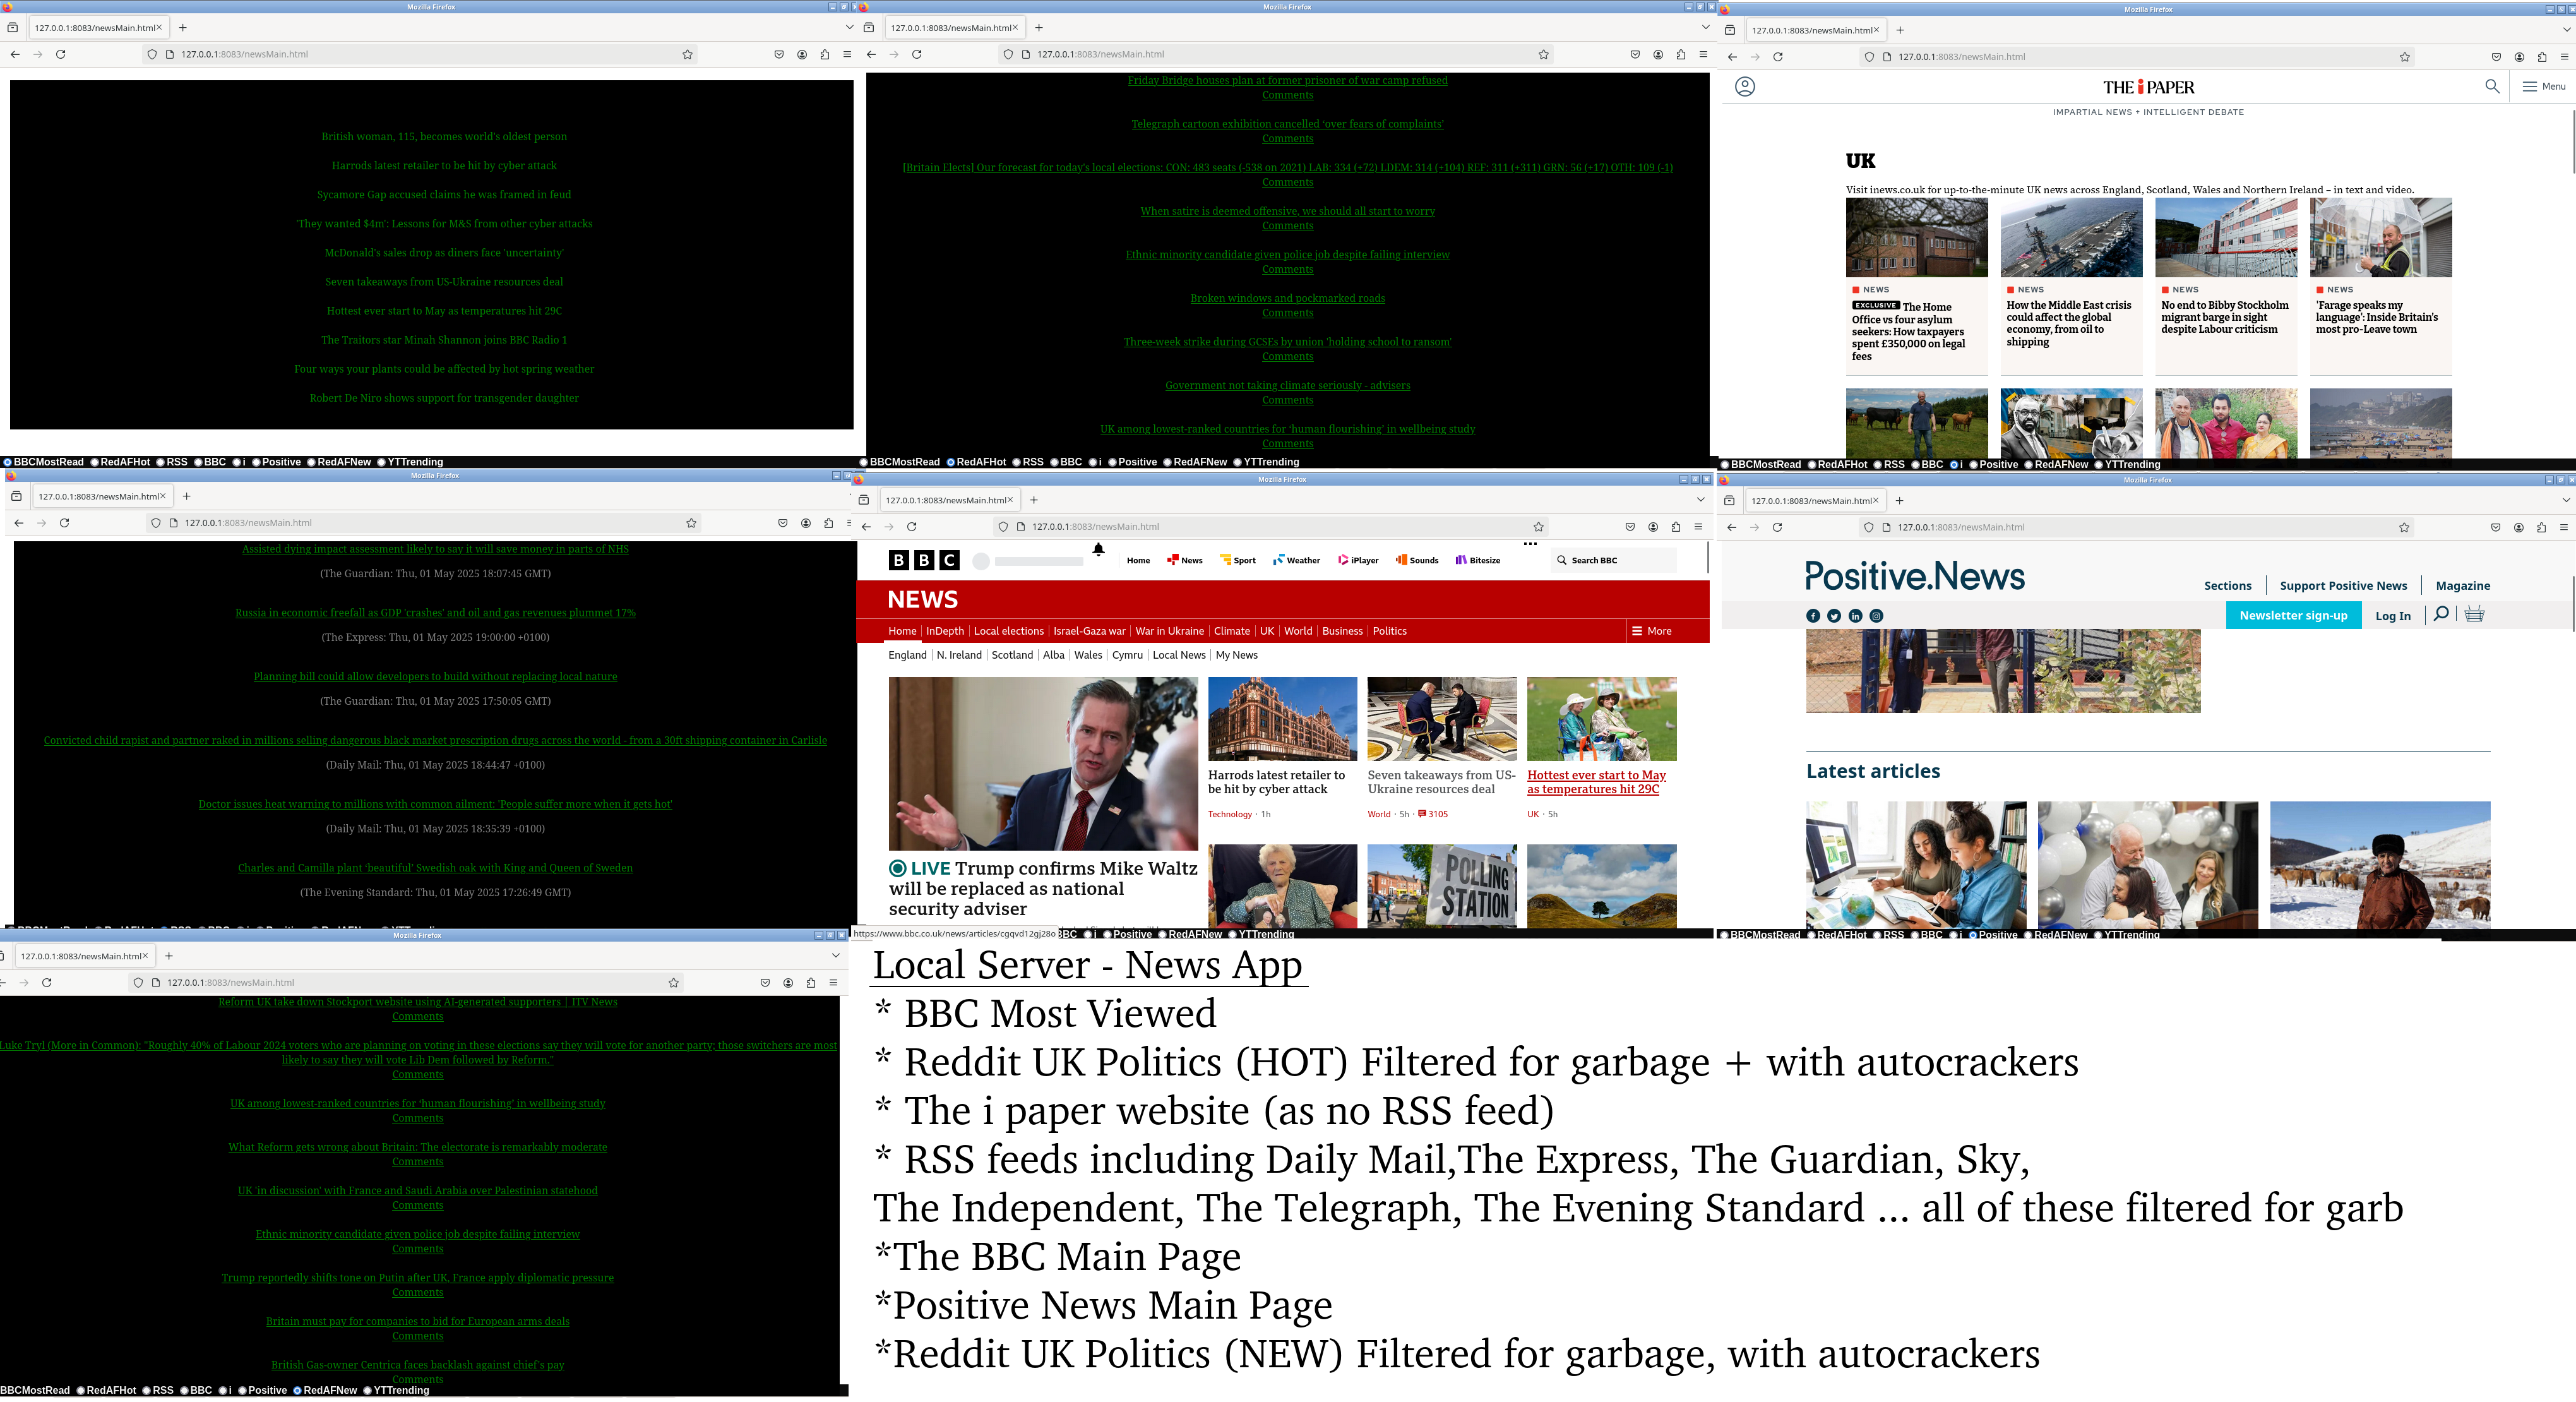 Mozilla Firefox
127.0.0.1:8083/newsMain.html
127.0.0.1:8083/newsMain.html
British woman, 115, becomes world's oldest person
Harrods latest retailer to be hit by cyber attack
Sycamore Gap accused claims he was framed in feud
'They wanted $4m': Lessons for M&S from other cyber attacks
McDonald's sales drop as diners face 'uncertainty'
Seven takeaways from US-Ukraine resources deal
Hottest ever start to May as temperatures hit 29C
The Traitors star Minah Shannon joins BBC Radio 1
Four ways your plants could be affected by hot spring weather
Robert De Niro shows support for transgender daughter
BBCMostRead RedAFHot RSS BBC i Positive RedAFNew YTTrending
Mozilla Firefox
127.0.0.1:8083/newsMain.html
127.0.0.1:8083/newsMain.html
Friday Bridge houses plan at former prisoner of war camp refused
Comments
Telegraph cartoon exhibition cancelled ‘over fears of complaints’
Comments
[Britain Elects] Our forecast for today's local elections: CON: 483 seats (-538 on 2021) LAB: 334 (+72) LDEM: 314 (+104) REF: 311 (+311) GRN: 56 (+17) OTH: 109 (-1)
Comments
When satire is deemed offensive, we should all start to worry
Comments
Ethnic minority candidate given police job despite failing interview
Comments
Broken windows and pockmarked roads
Comments
Three-week strike during GCSEs by union 'holding school to ransom'
Comments
Government not taking climate seriously - advisers
Comments
UK among lowest-ranked countries for ‘human flourishing’ in wellbeing study
Comments
BBCMostRead RedAFHot RSS BBC i Positive RedAFNew YTTrending
Mozilla Firefox
127.0.0.1:8083/newsMain.html
127.0.0.1:8083/newsMain.html
THE i PAPER
Menu
IMPARTIAL NEWS + INTELLIGENT DEBATE
UK
Visit inews.co.uk for up-to-the-minute UK news across England, Scotland, Wales and Northern Ireland – in text and video.
NEWS
EXCLUSIVE The Home
Office vs four asylum
seekers: How taxpayers
spent £350,000 on legal
fees
NEWS
How the Middle East crisis
could affect the global
economy, from oil to
shipping
NEWS
No end to Bibby Stockholm
migrant barge in sight
despite Labour criticism
NEWS
'Farage speaks my
language': Inside Britain's
most pro-Leave town
BBCMostRead RedAFHot RSS BBC i Positive RedAFNew YTTrending
Mozilla Firefox
127.0.0.1:8083/newsMain.html
127.0.0.1:8083/newsMain.html
Assisted dying impact assessment likely to say it will save money in parts of NHS
(The Guardian: Thu, 01 May 2025 18:07:45 GMT)
Russia in economic freefall as GDP 'crashes' and oil and gas revenues plummet 17%
(The Express: Thu, 01 May 2025 19:00:00 +0100)
Planning bill could allow developers to build without replacing local nature
(The Guardian: Thu, 01 May 2025 17:50:05 GMT)
Convicted child rapist and partner raked in millions selling dangerous black market prescription drugs across the world - from a 30ft shipping container in Carlisle
(Daily Mail: Thu, 01 May 2025 18:44:47 +0100)
Doctor issues heat warning to millions with common ailment: 'People suffer more when it gets hot'
(Daily Mail: Thu, 01 May 2025 18:35:39 +0100)
Charles and Camilla plant ‘beautiful’ Swedish oak with King and Queen of Sweden
(The Evening Standard: Thu, 01 May 2025 17:26:49 GMT)
Mozilla Firefox
127.0.0.1:8083/newsMain.html
127.0.0.1:8083/newsMain.html
BBC
Home News Sport Weather iPlayer Sounds Bitesize
Search BBC
NEWS
Home InDepth Local elections Israel-Gaza war War in Ukraine Climate UK World Business Politics
More
England N. Ireland Scotland Alba Wales Cymru Local News My News
LIVE Trump confirms Mike Waltz
will be replaced as national
security adviser
Harrods latest retailer to
be hit by cyber attack
Technology · 1h
Seven takeaways from US-
Ukraine resources deal
World · 5h · 3105
Hottest ever start to May
as temperatures hit 29C
UK · 5h
POLLING
STATION
https://www.bbc.co.uk/news/articles/cgqvd12gj28o
BBC i Positive RedAFNew YTTrending
Mozilla Firefox
127.0.0.1:8083/newsMain.html
127.0.0.1:8083/newsMain.html
Positive.News
Sections Support Positive News Magazine
Newsletter sign-up Log In
Latest articles
BBCMostRead RedAFHot RSS BBC i Positive RedAFNew YTTrending
Mozilla Firefox
127.0.0.1:8083/newsMain.html
127.0.0.1:8083/newsMain.html
Reform UK take down Stockport website using AI-generated supporters | ITV News
Comments
Luke Tryl (More in Common): "Roughly 40% of Labour 2024 voters who are planning on voting in these elections say they will vote for another party; those switchers are most
likely to say they will vote Lib Dem followed by Reform."
Comments
UK among lowest-ranked countries for ‘human flourishing’ in wellbeing study
Comments
What Reform gets wrong about Britain: The electorate is remarkably moderate
Comments
UK 'in discussion' with France and Saudi Arabia over Palestinian statehood
Comments
Ethnic minority candidate given police job despite failing interview
Comments
Trump reportedly shifts tone on Putin after UK, France apply diplomatic pressure
Comments
Britain must pay for companies to bid for European arms deals
Comments
British Gas-owner Centrica faces backlash against chief's pay
Comments
BBCMostRead RedAFHot RSS BBC i Positive RedAFNew YTTrending
Local Server - News App
* BBC Most Viewed
* Reddit UK Politics (HOT) Filtered for garbage + with autocrackers
* The i paper website (as no RSS feed)
* RSS feeds including Daily Mail,The Express, The Guardian, Sky,
The Independent, The Telegraph, The Evening Standard ... all of these filtered for garb
*The BBC Main Page
*Positive News Main Page
*Reddit UK Politics (NEW) Filtered for garbage, with autocrackers